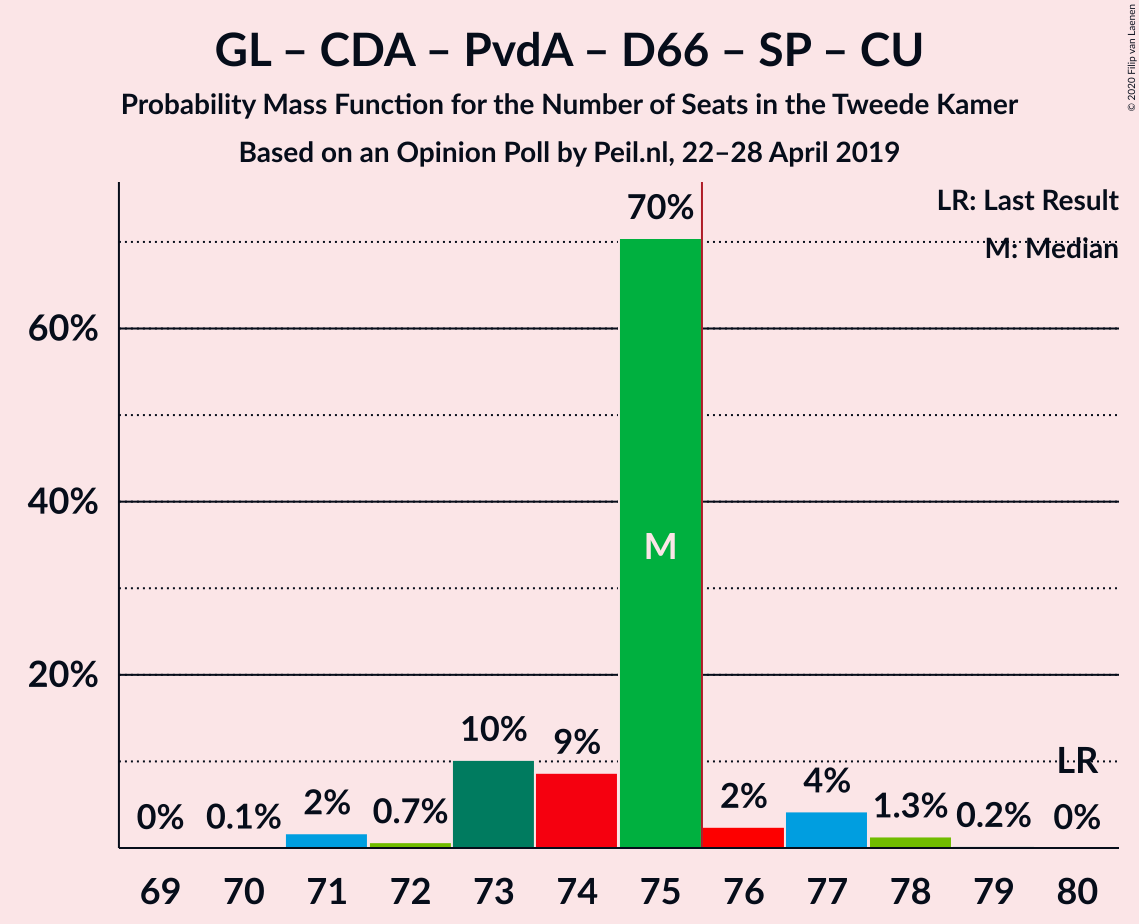 GL – CDA – PvdA – D66 – SP – CU
Probability Mass Function for the Number of Seats in the Tweede Kamer
Based on an Opinion Poll by Peil.nl, 22–28 April 2019
© 2020 Filip van Laenen
LR: Last Result
M: Median
60%
40%
20%
0% 0.1% 2% 0.7% 10% 9% 70% 2% 4% 1.3% 0.2% 0%
M
LR
69 70 71 72 73 74 75 76 77 78 79 80